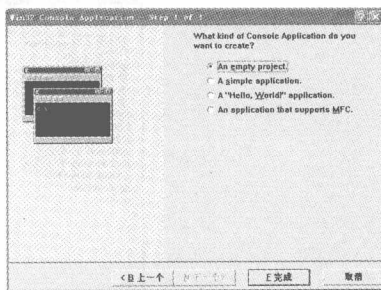 Win32 Console Application - Step 1 of 1
What kind of Console Application do you
want to create?
An empty project.
A simple application.
A "Hello, World!" application.
An application that supports MFC.
<B 上一个
E 完成
取消